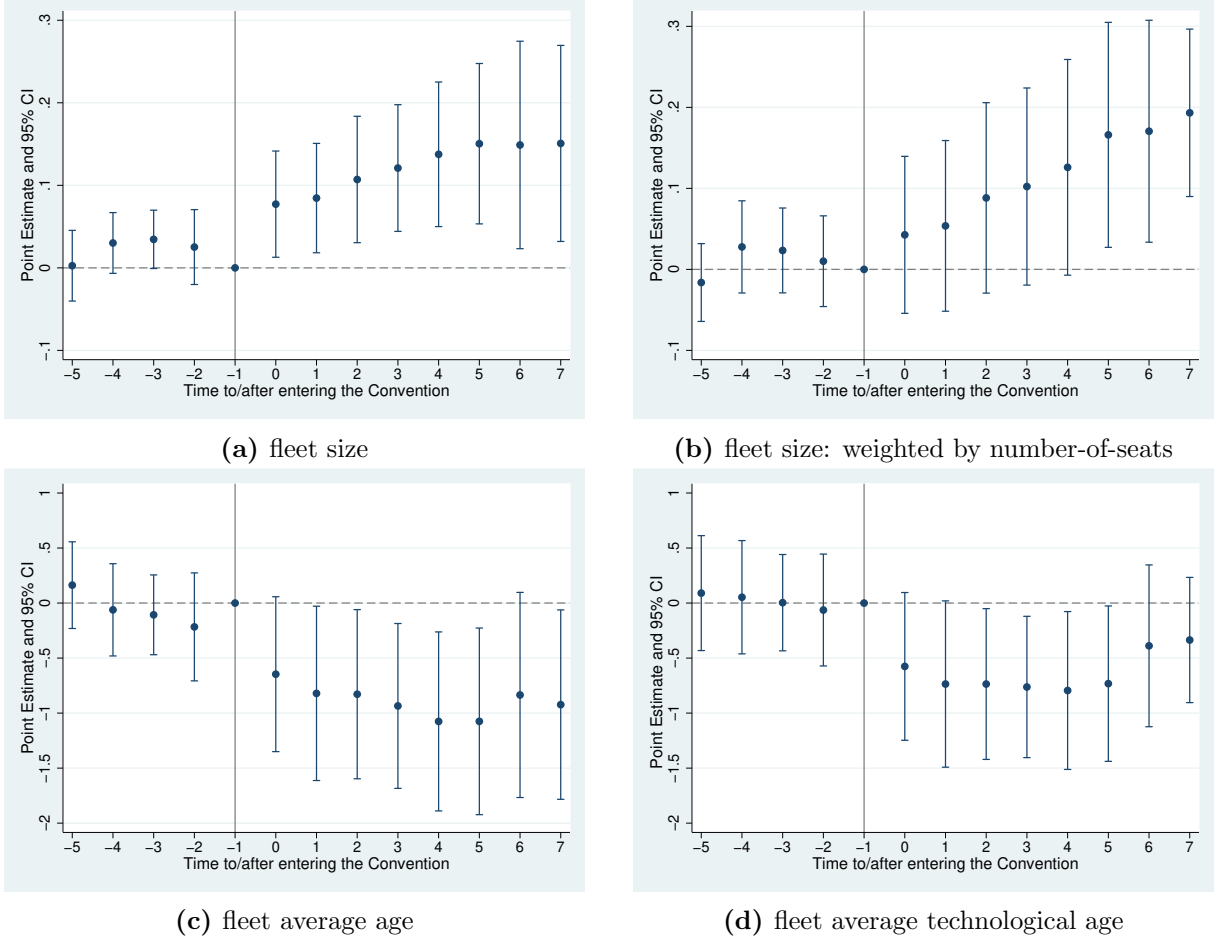 Point Estimate and 95% CI
.3
.2
.1
0
−.1
−5 −4 −3 −2 −1 0 1 2 3 4 5 6 7
Time to/after entering the Convention
(a) fleet size
Point Estimate and 95% CI
.3
.2
.1
0
−.1
−5 −4 −3 −2 −1 0 1 2 3 4 5 6 7
Time to/after entering the Convention
(b) fleet size: weighted by number-of-seats
Point Estimate and 95% CI
1
.5
0
−.5
−1
−1.5
−2
−5 −4 −3 −2 −1 0 1 2 3 4 5 6 7
Time to/after entering the Convention
(c) fleet average age
Point Estimate and 95% CI
1
.5
0
−.5
−1
−1.5
−2
−5 −4 −3 −2 −1 0 1 2 3 4 5 6 7
Time to/after entering the Convention
(d) fleet average technological age